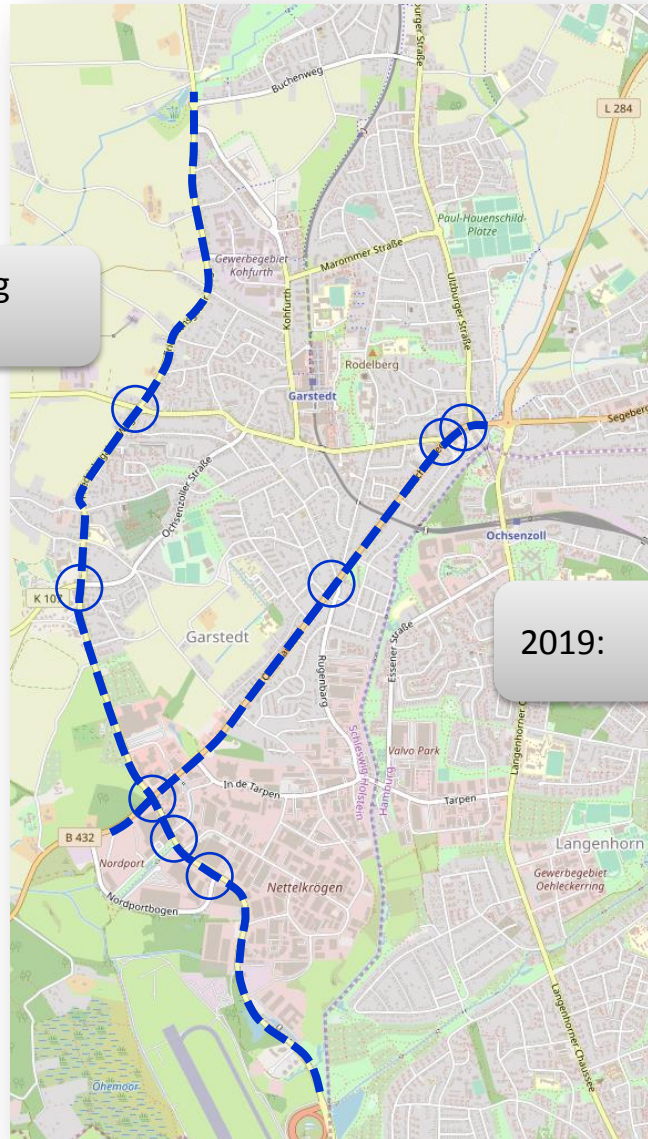 Buchenweg
L 284
Paul-Hauenschild-
Plätze
Gewerbegebiet
Kohfurth
Marommer Straße
Kohfurth
Ulzburger Straße
g
Rodelberg
Garstedt
Segeberg
Ochsenzoller Straße
Ochsenzoll
K 107
Garstedt
Essener Straße
2019:
Rugenbarg
Schleswig-Holstein
Hamburg
Valvo Park
In de Tarpen
Tarpen
B 432
Langenhorn
Nordport
Gewerbegebiet
Oehleckerring
Nettelkrögen
Nordportbogen
Langenhorner Chaussee
Ohemoor